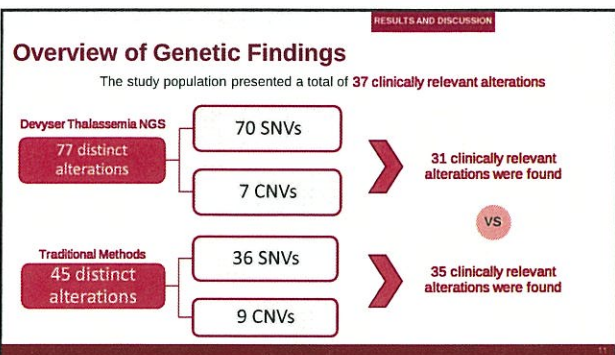 RESULTS AND DISCUSSION
Overview of Genetic Findings
The study population presented a total of 37 clinically relevant alterations
Devyser Thalassemia NGS
77 distinct
alterations
70 SNVs
7 CNVs
31 clinically relevant
alterations were found
VS
Traditional Methods
45 distinct
alterations
36 SNVs
9 CNVs
35 clinically relevant
alterations were found
11